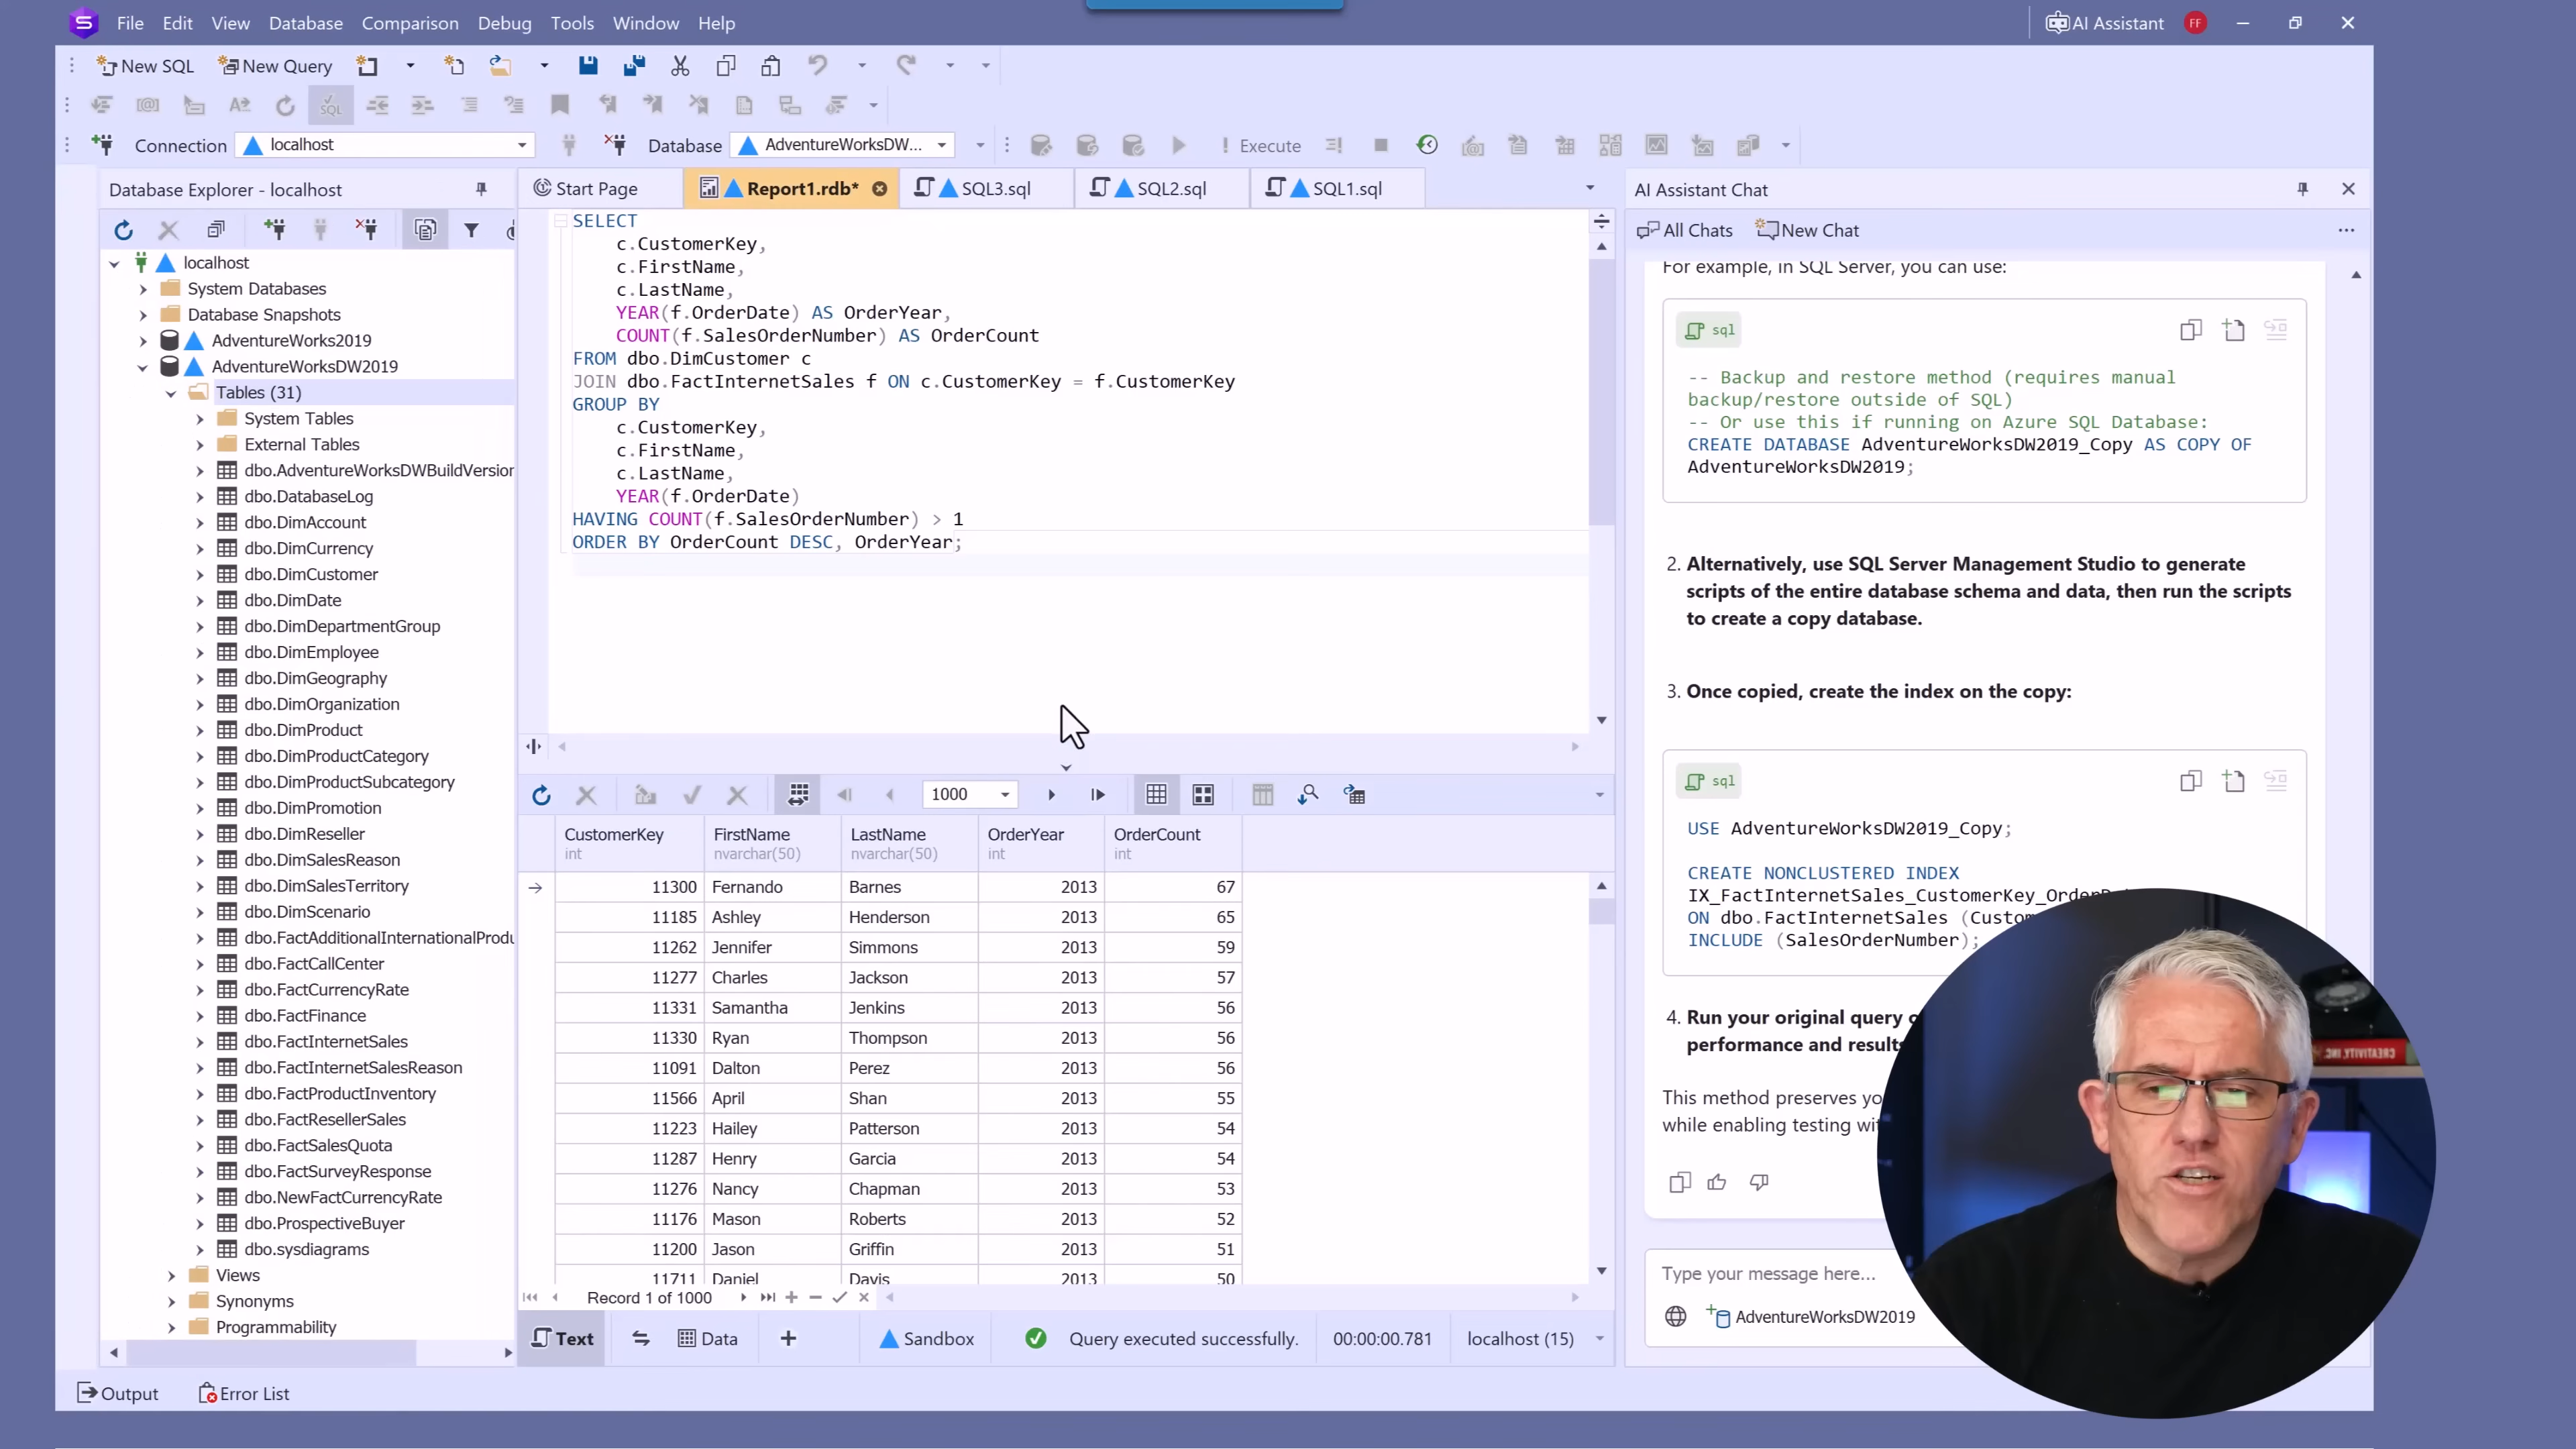 File Edit View Database Comparison Debug Tools Window Help
AI Assistant FF
New SQL New Query
Connection localhost Database AdventureWorksDW... Execute
Database Explorer - localhost
localhost
System Databases
Database Snapshots
AdventureWorks2019
AdventureWorksDW2019
Tables (31)
System Tables
External Tables
dbo.AdventureWorksDWBuildVersion
dbo.DatabaseLog
dbo.DimAccount
dbo.DimCurrency
dbo.DimCustomer
dbo.DimDate
dbo.DimDepartmentGroup
dbo.DimEmployee
dbo.DimGeography
dbo.DimOrganization
dbo.DimProduct
dbo.DimProductCategory
dbo.DimProductSubcategory
dbo.DimPromotion
dbo.DimReseller
dbo.DimSalesReason
dbo.DimSalesTerritory
dbo.DimScenario
dbo.FactAdditionalInternationalProdu
dbo.FactCallCenter
dbo.FactCurrencyRate
dbo.FactFinance
dbo.FactInternetSales
dbo.FactInternetSalesReason
dbo.FactProductInventory
dbo.FactResellerSales
dbo.FactSalesQuota
dbo.FactSurveyResponse
dbo.NewFactCurrencyRate
dbo.ProspectiveBuyer
dbo.sysdiagrams
Views
Synonyms
Programmability
Start Page Report1.rdb* SQL3.sql SQL2.sql SQL1.sql
SELECT
c.CustomerKey,
c.FirstName,
c.LastName,
YEAR(f.OrderDate) AS OrderYear,
COUNT(f.SalesOrderNumber) AS OrderCount
FROM dbo.DimCustomer c
JOIN dbo.FactInternetSales f ON c.CustomerKey = f.CustomerKey
GROUP BY
c.CustomerKey,
c.FirstName,
c.LastName,
YEAR(f.OrderDate)
HAVING COUNT(f.SalesOrderNumber) > 1
ORDER BY OrderCount DESC, OrderYear;
1000
CustomerKey FirstName LastName OrderYear OrderCount
int nvarchar(50) nvarchar(50) int int
11300 Fernando Barnes 2013 67
11185 Ashley Henderson 2013 65
11262 Jennifer Simmons 2013 59
11277 Charles Jackson 2013 57
11331 Samantha Jenkins 2013 56
11330 Ryan Thompson 2013 56
11091 Dalton Perez 2013 56
11566 April Shan 2013 55
11223 Hailey Patterson 2013 54
11287 Henry Garcia 2013 54
11276 Nancy Chapman 2013 53
11176 Mason Roberts 2013 52
11200 Jason Griffin 2013 51
11711 Daniel Davis 2013 50
Record 1 of 1000
Text Data Sandbox Query executed successfully. 00:00:00.781 localhost (15)
AI Assistant Chat
All Chats New Chat
For example, in SQL Server, you can use:
sql
-- Backup and restore method (requires manual
backup/restore outside of SQL)
-- Or use this if running on Azure SQL Database:
CREATE DATABASE AdventureWorksDW2019_Copy AS COPY OF
AdventureWorksDW2019;
2. Alternatively, use SQL Server Management Studio to generate
scripts of the entire database schema and data, then run the scripts
to create a copy database.
3. Once copied, create the index on the copy:
sql
USE AdventureWorksDW2019_Copy;
CREATE NONCLUSTERED INDEX
IX_FactInternetSales_CustomerKey_OrderD
ON dbo.FactInternetSales (Custom
INCLUDE (SalesOrderNumber);
4. Run your original query
performance and results
This method preserves yo
while enabling testing wit
Type your message here...
AdventureWorksDW2019
CREATIVITY, INC.
Output Error List